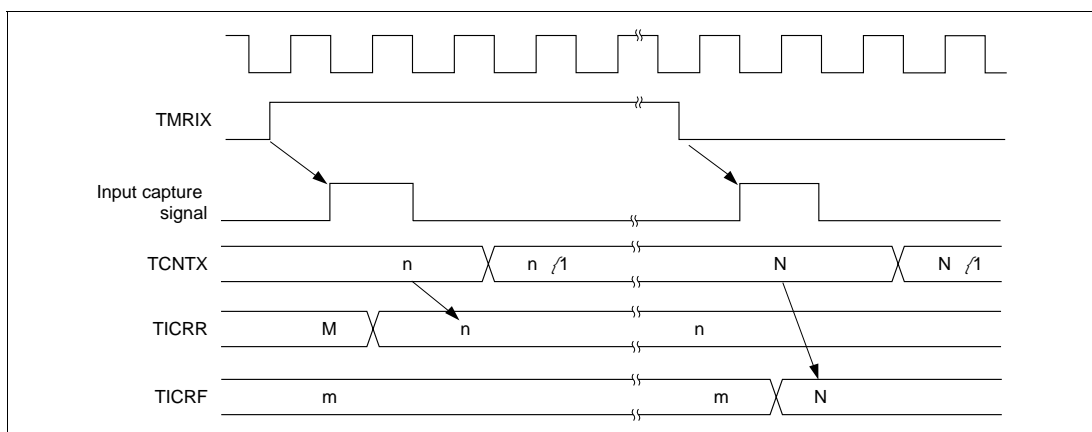 TMRIX
Input capture
signal
TCNTX n n N N
TICRR M n n
TICRF m m N